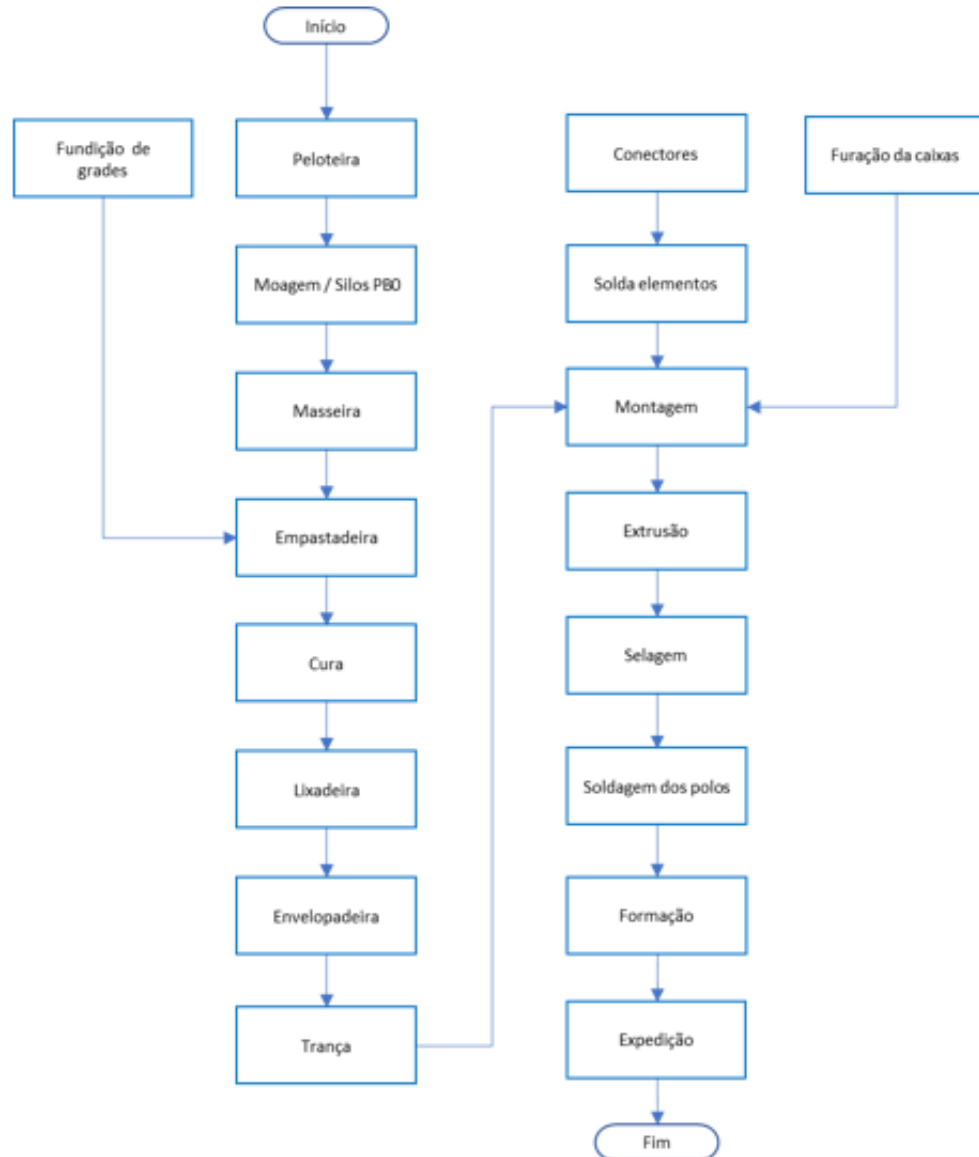 Início
Fundição de
grades
Peloteira
Conectores
Furação da caixas
Moagem / Silos PB0
Solda elementos
Masseira
Montagem
Empastadeira
Extrusão
Cura
Selagem
Lixadeira
Soldagem dos polos
Envelopadeira
Formação
Trança
Expedição
Fim